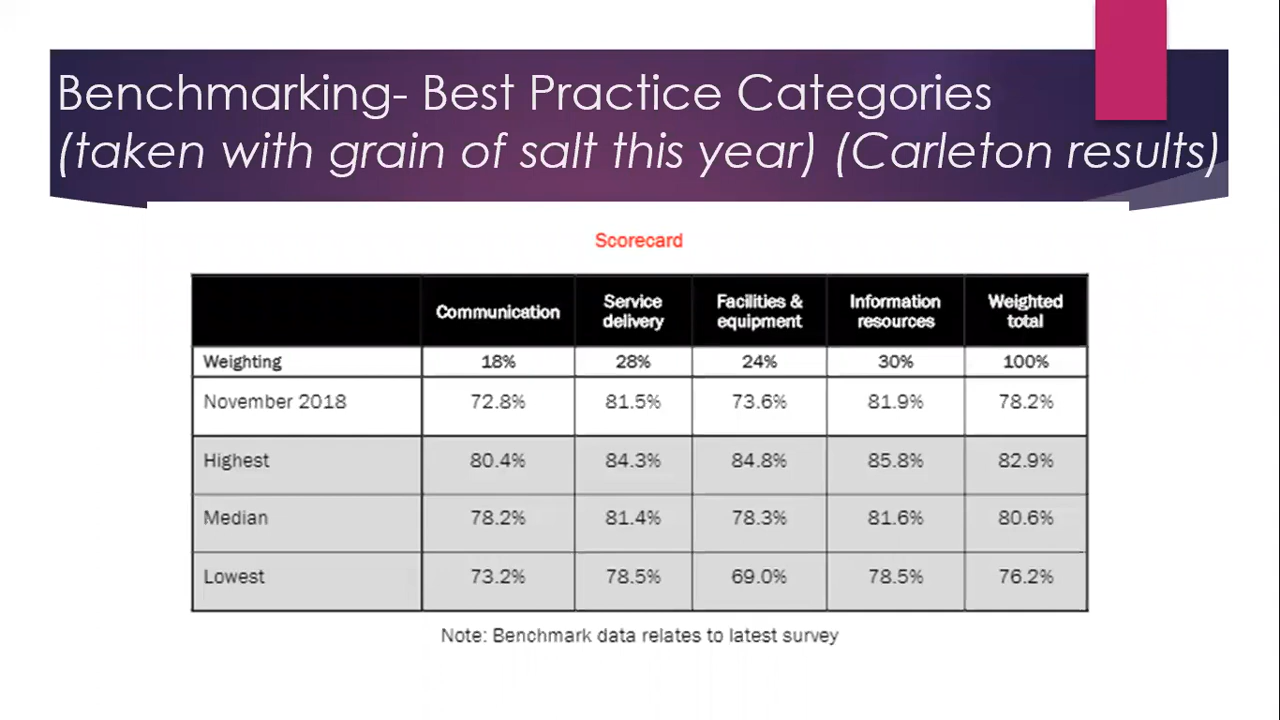 Benchmarking- Best Practice Categories
(taken with grain of salt this year) (Carleton results)
Scorecard
Communication Service delivery Facilities & equipment Information resources Weighted total
Weighting 18% 28% 24% 30% 100%
November 2018 72.8% 81.5% 73.6% 81.9% 78.2%
Highest 80.4% 84.3% 84.8% 85.8% 82.9%
Median 78.2% 81.4% 78.3% 81.6% 80.6%
Lowest 73.2% 78.5% 69.0% 78.5% 76.2%
Note: Benchmark data relates to latest survey